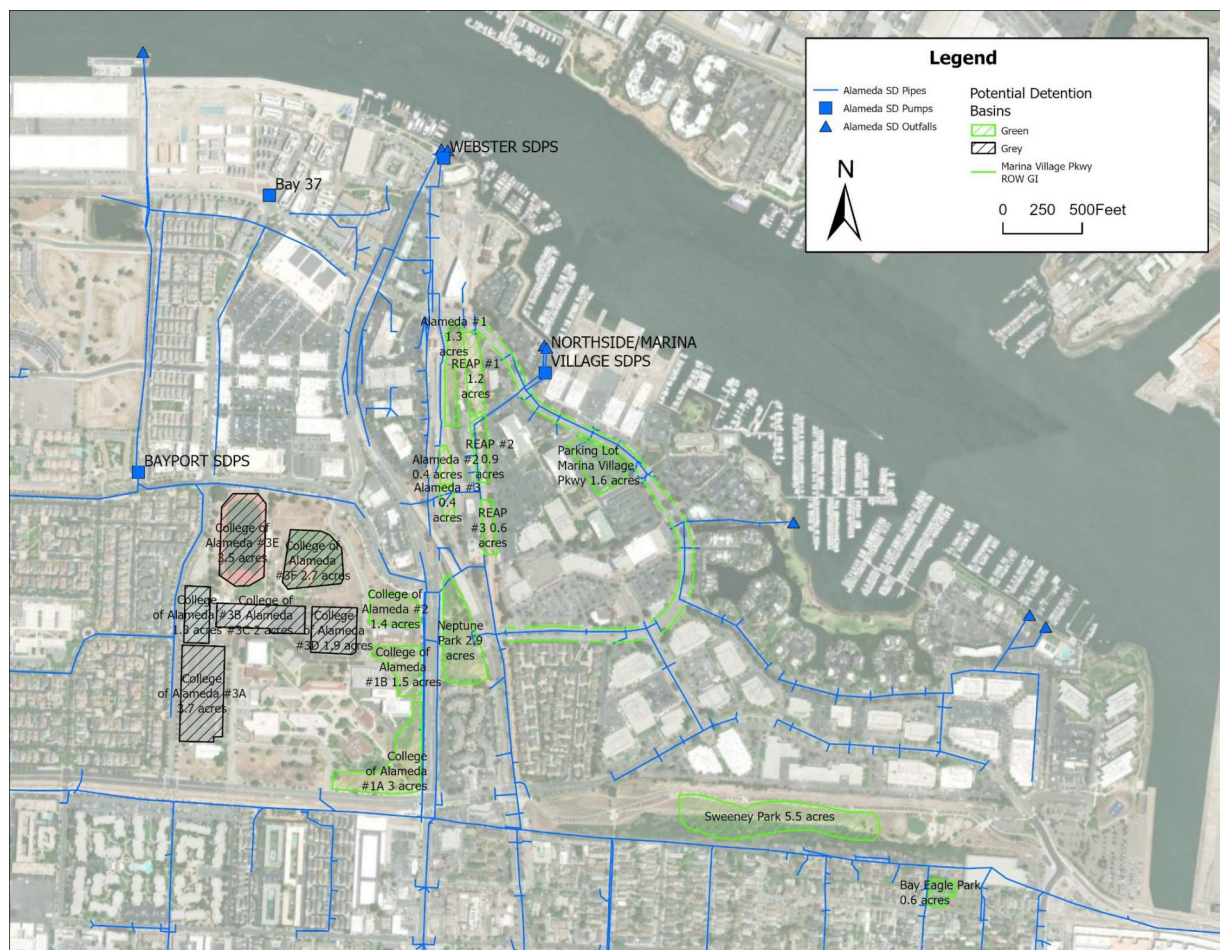 Legend
Alameda SD Pipes
Alameda SD Pumps
Alameda SD Outfalls
Potential Detention
Basins
Green
Grey
Marina Village Pkwy
ROW GI
N
0 250 500Feet
WEBSTER SDPS
Bay 37
Alameda #1
1.3
acres
REAP #1
1.2
acres
NORTHSIDE/MARINA
VILLAGE SDPS
BAYPORT SDPS
REAP #2
0.9
acres
Alameda #2
0.4 acres
Alameda #3
0.4
acres
REAP
#3 0.6
acres
Parking Lot
Marina Village
Pkwy 1.6 acres
College of
Alameda #3E
3.5 acres
College of
Alameda
#3F 2.7 acres
College
of Alameda #3B
1.3 acres
College of
Alameda
#3C 2 acres
College
of Alameda
#3D 1.9 acres
College of
Alameda #2
1.4 acres
Neptune
Park 2.9
acres
College of
Alameda
#1B 1.5 acres
College
of Alameda #3A
3.7 acres
College
of Alameda
#1A 3 acres
Sweeney Park 5.5 acres
Bay Eagle Park
0.6 acres